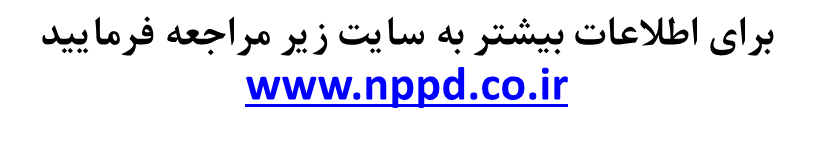 برای اطلاعات بیشتر به سایت زیر مراجعه فرمایید
www.nppd.co.ir